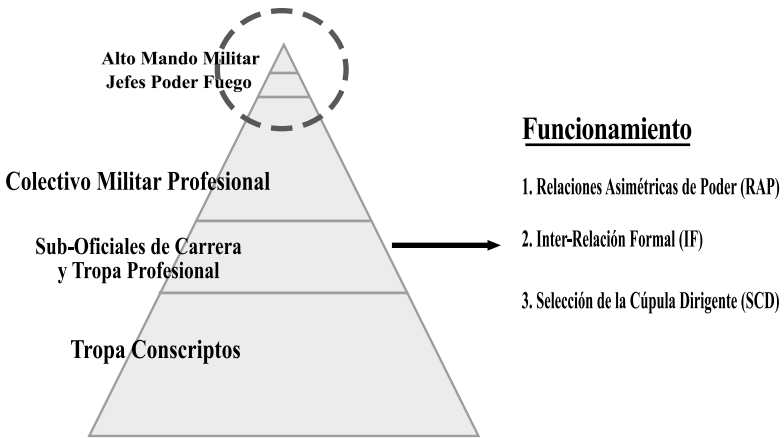 Alto Mando Militar
Jefes Poder Fuego
Colectivo Militar Profesional
Sub-Oficiales de Carrera
y Tropa Profesional
Tropa Conscriptos
Funcionamiento
1. Relaciones Asimétricas de Poder (RAP)
2. Inter-Relación Formal (IF)
3. Selección de la Cúpula Dirigente (SCD)